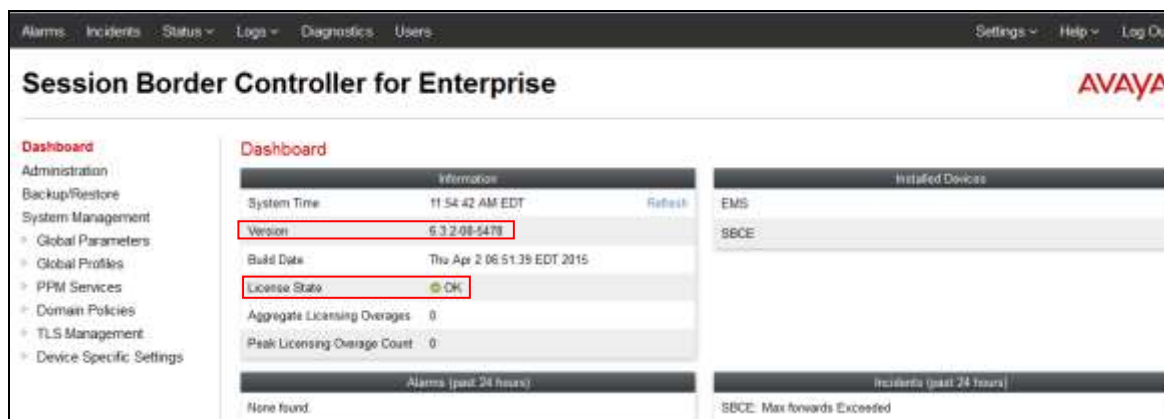 Alarms Incidents Status Logs Diagnostics Users Settings Help Log Ou
Session Border Controller for Enterprise
AVAYA
Dashboard
Administration
Backup/Restore
System Management
Global Parameters
Global Profiles
PPM Services
Domain Policies
TLS Management
Device Specific Settings
Dashboard
Information
System Time 11:54:42 AM EDT Refresh
Version 6.3.2-08-5478
Build Date Thu Apr 2 06:51:39 EDT 2015
License State OK
Aggregate Licensing Overages 0
Peak Licensing Overage Count 0
Installed Devices
EMS
SBCE
Alarms (past 24 hours)
None found.
Incidents (past 24 hours)
SBCE: Max forwards Exceeded